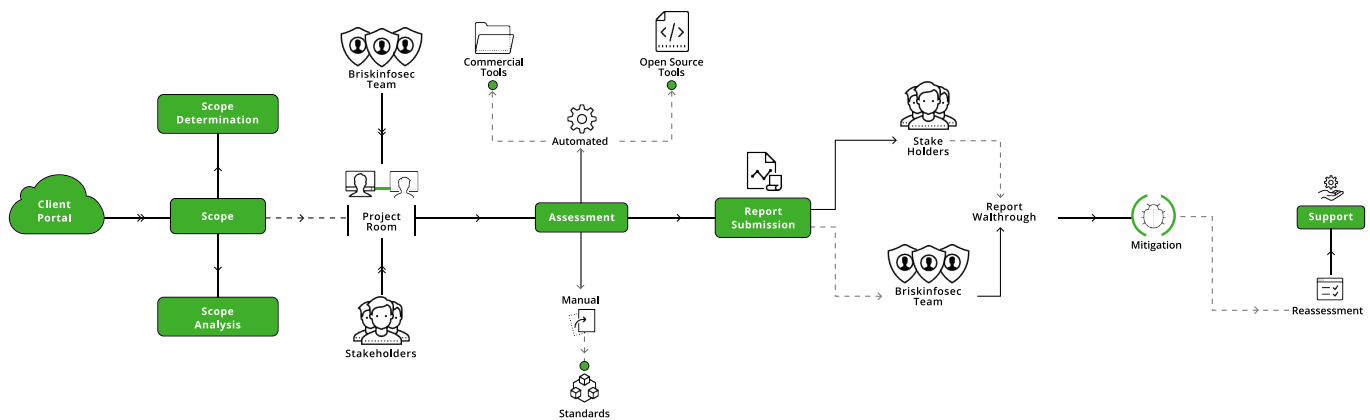 Briskinfosec
Team
Commercial
Tools
Open Source
Tools
Scope
Determination
Automated
Stake
Holders
Client
Portal
Scope
Project
Room
Assessment
Report
Submission
Report
Walthrough
Mitigation
Support
Scope
Analysis
Stakeholders
Manual
Standards
Briskinfosec
Team
Reassessment